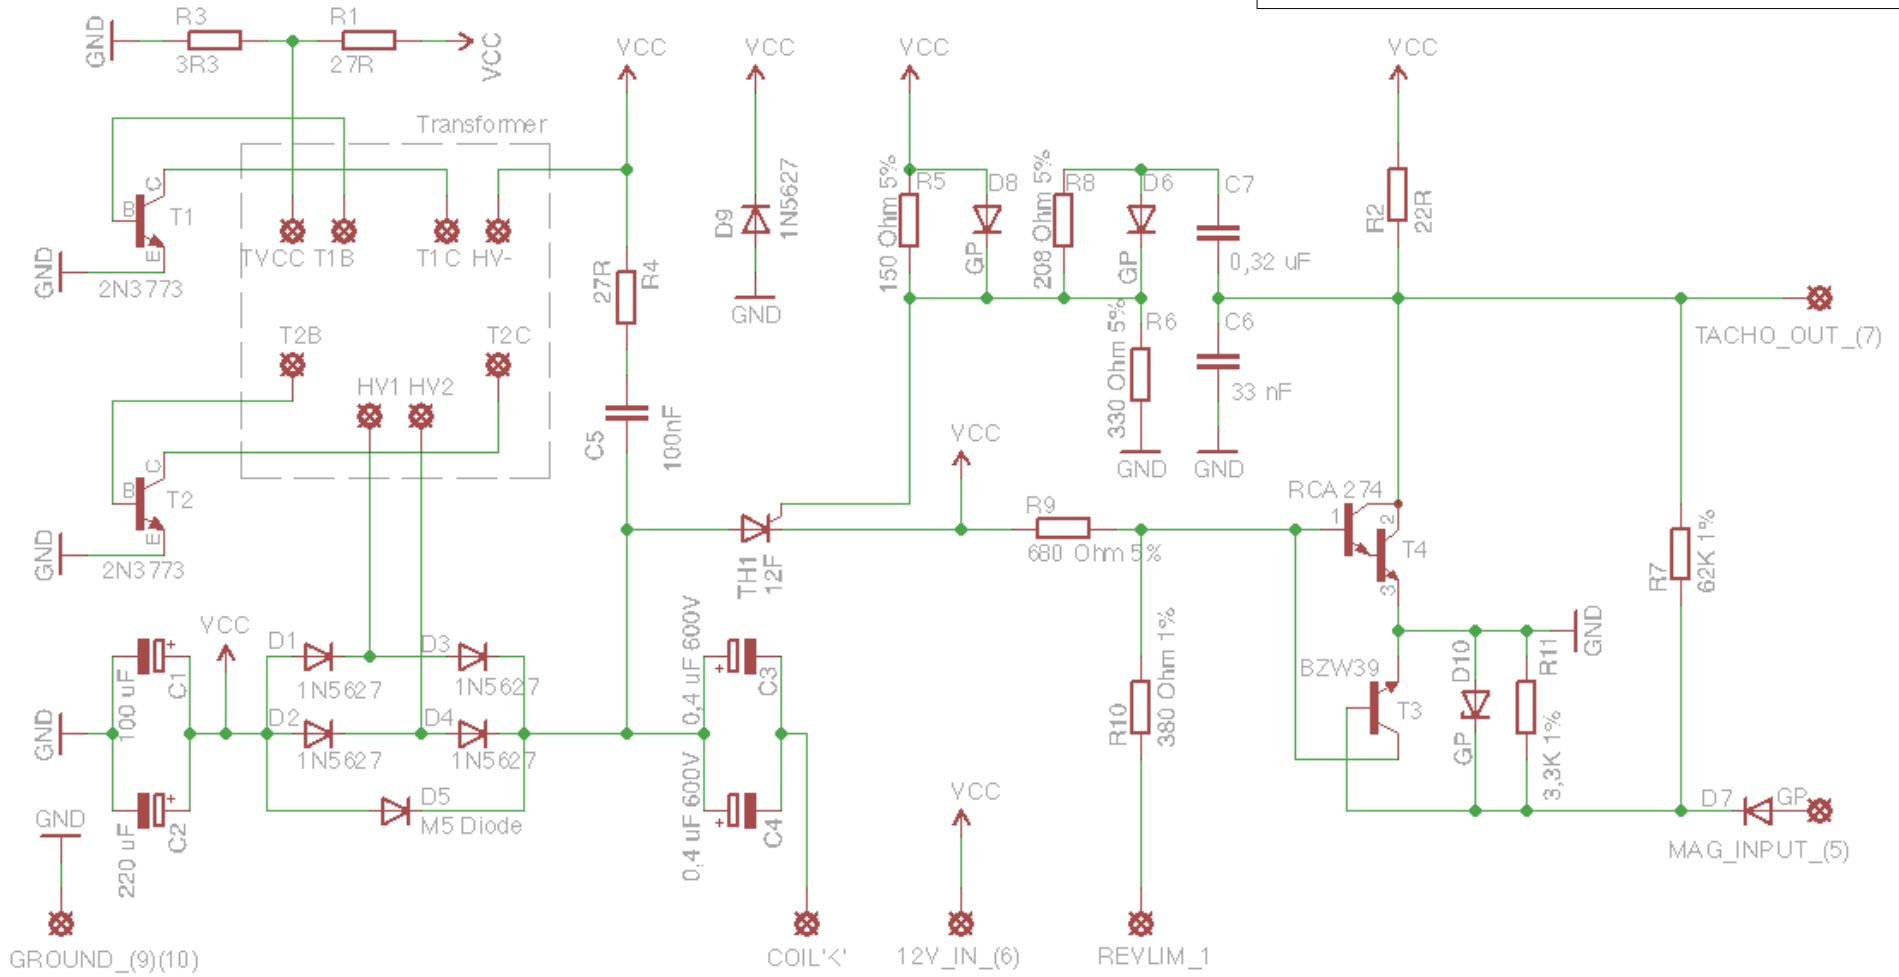 R3
R1
GND
3R3
27R
VCC
VCC
VCC
VCC
VCC
Transformer
C
B
T1
E
GND
2N3773
TVCC
T1B
T1C
HV-
27R
R4
D9
1N5627
GND
150 Ohm 5%
R5
D8
GP
208 Ohm 5%
R8
D6
GP
C7
0,32 uF
R2
22R
330 Ohm 5%
R6
C6
33 nF
GND
GND
TACHO_OUT_(7)
T2B
T2C
HV1
HV2
C5
100nF
C
B
T2
E
GND
2N3773
VCC
R9
680 Ohm 5%
TH1
12F
RCA 274
1
2
T4
3
R7
62K 1%
VCC
D1
1N5627
D3
1N5627
100 uF
C1
GND
D2
1N5627
D4
1N5627
D5
M5 Diode
220 uF
C2
0,4 uF 600V
C3
0,4 uF 600V
C4
R10
380 Ohm 1%
BZW39
T3
D10
GP
R11
3,3K 1%
GND
D7
GP
MAG_INPUT_(5)
GND
VCC
GROUND_(9)(10)
COIL'<'
12V_IN_(6)
REVLIM_1